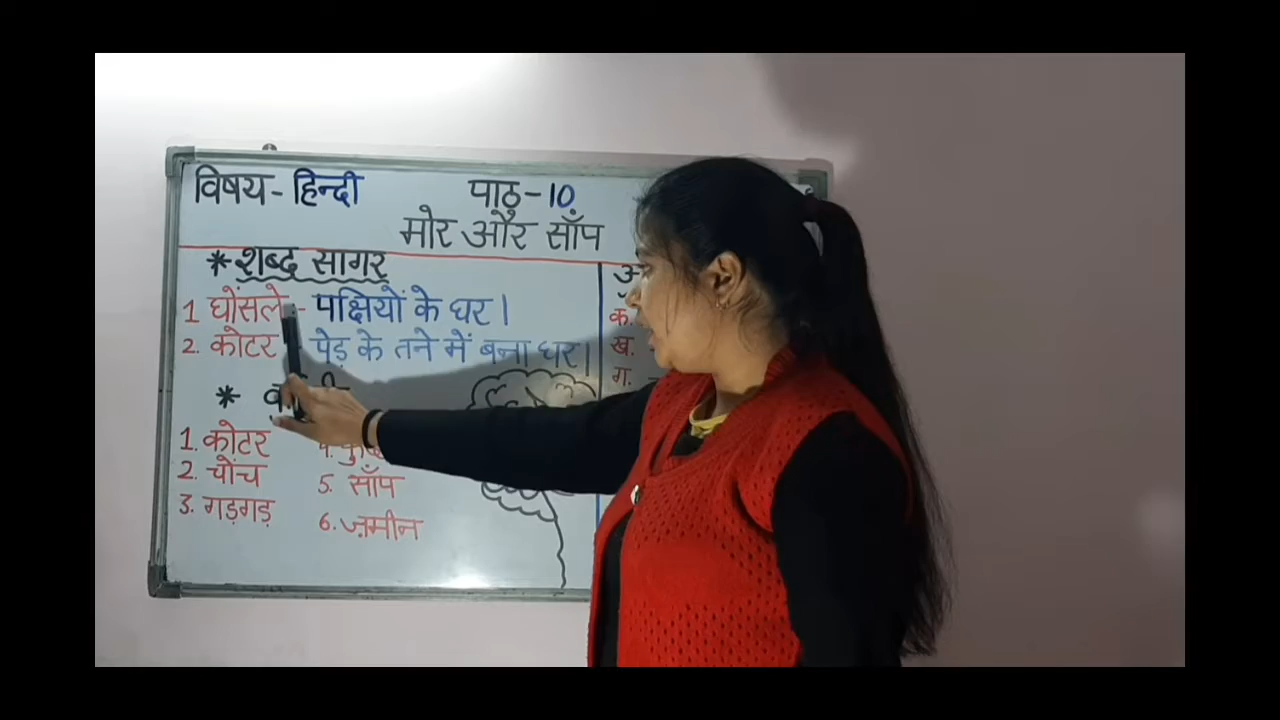 विषय- हिन्दी
पाठ-10
मोर और साँप
*शब्द सागर
1 घोंसले - पक्षियों के घर।
2. कोटर - पेड़ के तने में बना घर।
*
1. कोटर
2. चोंच
3. गड़गड़
5. साँप
6. ज़मीन
क.
ख.
ग.